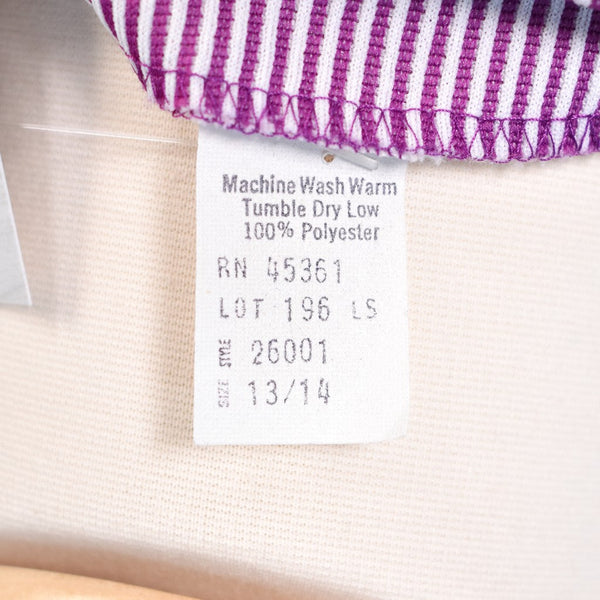 Machine Wash Warm
Tumble Dry Low
100% Polyester
RN 45361
LOT 196 LS
STYLE 26001
SIZE 13/14